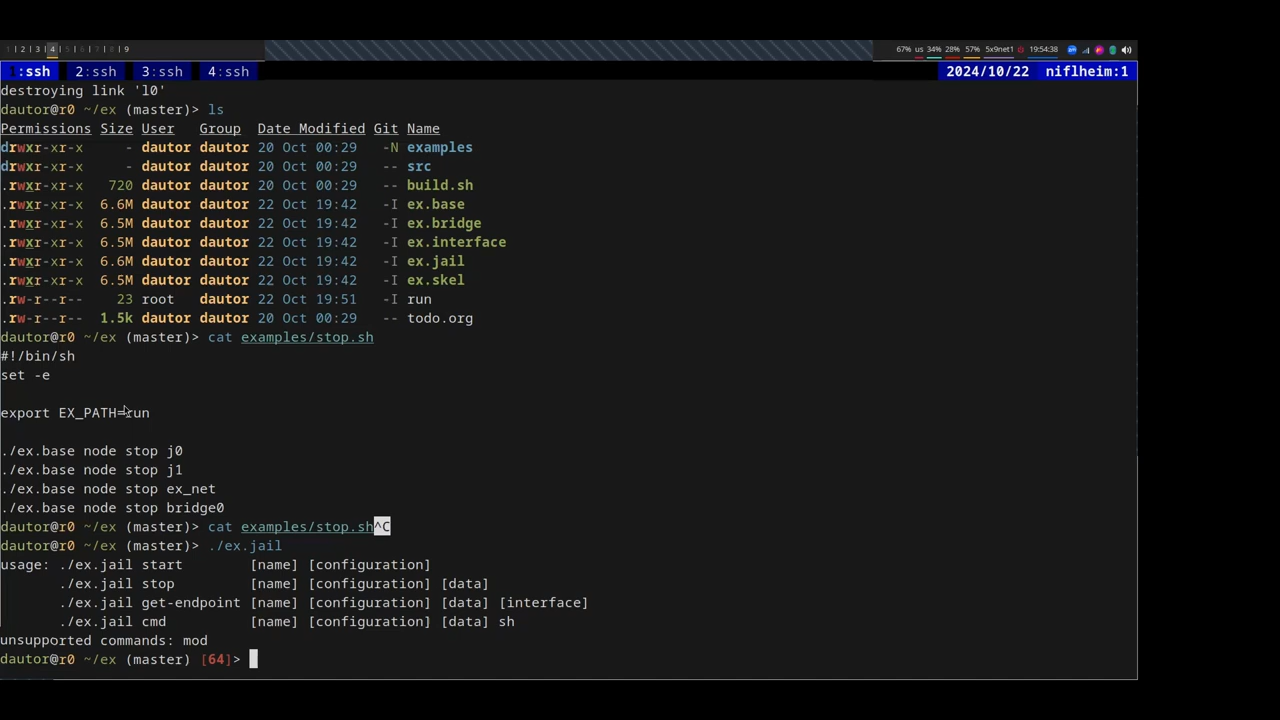 1 | 2 | 3 | 4 | 5 | 6 | 7 | 8 | 9 67% us 34% 28% 57% 5x9net1 19:54:38
1:ssh 2:ssh 3:ssh 4:ssh 2024/10/22 niflheim:1
destroying link 'l0'
dautor@r0 ~/ex (master)> ls
Permissions Size User Group Date Modified Git Name
drwxr-xr-x - dautor dautor 20 Oct 00:29 -N examples
drwxr-xr-x - dautor dautor 20 Oct 00:29 -- src
.rwxr-xr-x 720 dautor dautor 20 Oct 00:29 -- build.sh
.rwxr-xr-x 6.6M dautor dautor 22 Oct 19:42 -I ex.base
.rwxr-xr-x 6.5M dautor dautor 22 Oct 19:42 -I ex.bridge
.rwxr-xr-x 6.5M dautor dautor 22 Oct 19:42 -I ex.interface
.rwxr-xr-x 6.6M dautor dautor 22 Oct 19:42 -I ex.jail
.rwxr-xr-x 6.5M dautor dautor 22 Oct 19:42 -I ex.skel
.rw-r--r-- 23 root dautor 22 Oct 19:51 -I run
.rw-r--r-- 1.5k dautor dautor 20 Oct 00:29 -- todo.org
dautor@r0 ~/ex (master)> cat examples/stop.sh
#!/bin/sh
set -e
export EX_PATH=run
./ex.base node stop j0
./ex.base node stop j1
./ex.base node stop ex_net
./ex.base node stop bridge0
dautor@r0 ~/ex (master)> cat examples/stop.sh^C
dautor@r0 ~/ex (master)> ./ex.jail
usage: ./ex.jail start [name] [configuration]
./ex.jail stop [name] [configuration] [data]
./ex.jail get-endpoint [name] [configuration] [data] [interface]
./ex.jail cmd [name] [configuration] [data] sh
unsupported commands: mod
dautor@r0 ~/ex (master) [64]>